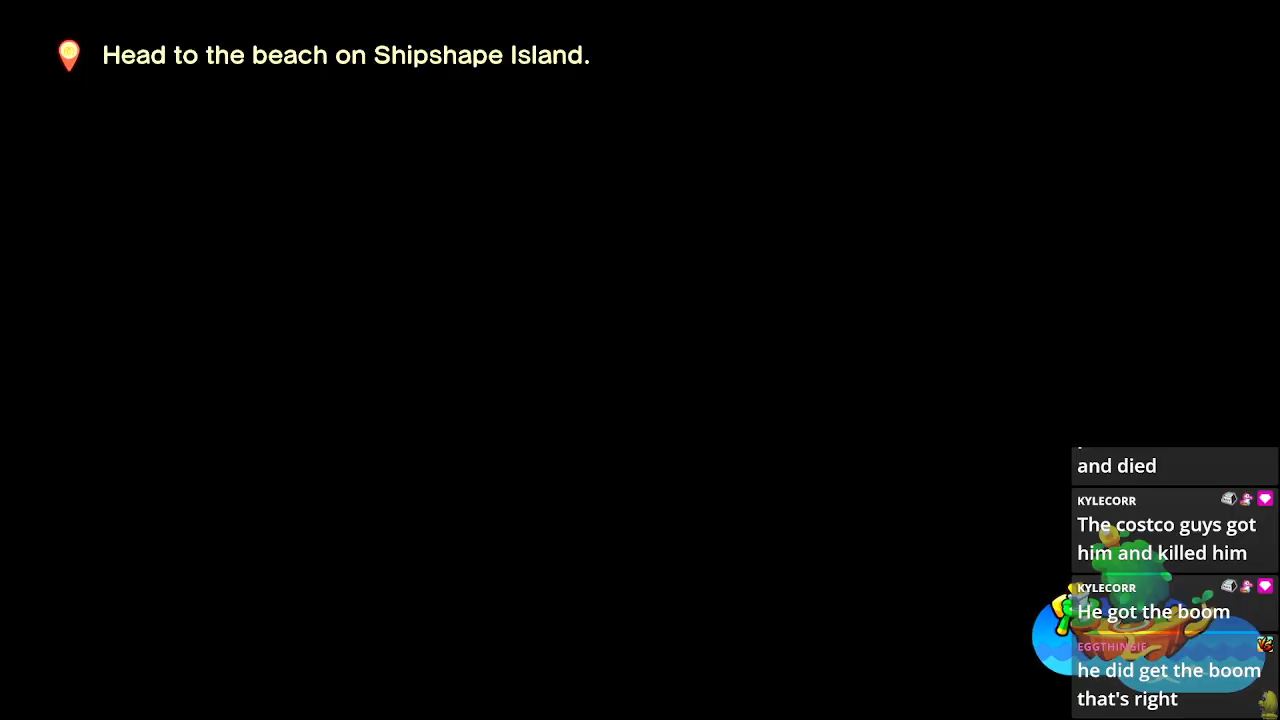 Head to the beach on Shipshape Island.
and died
KYLECORR
The costco guys got
him and killed him
KYLECORR
He got the boom
EGGTHINGIE
he did get the boom
that's right